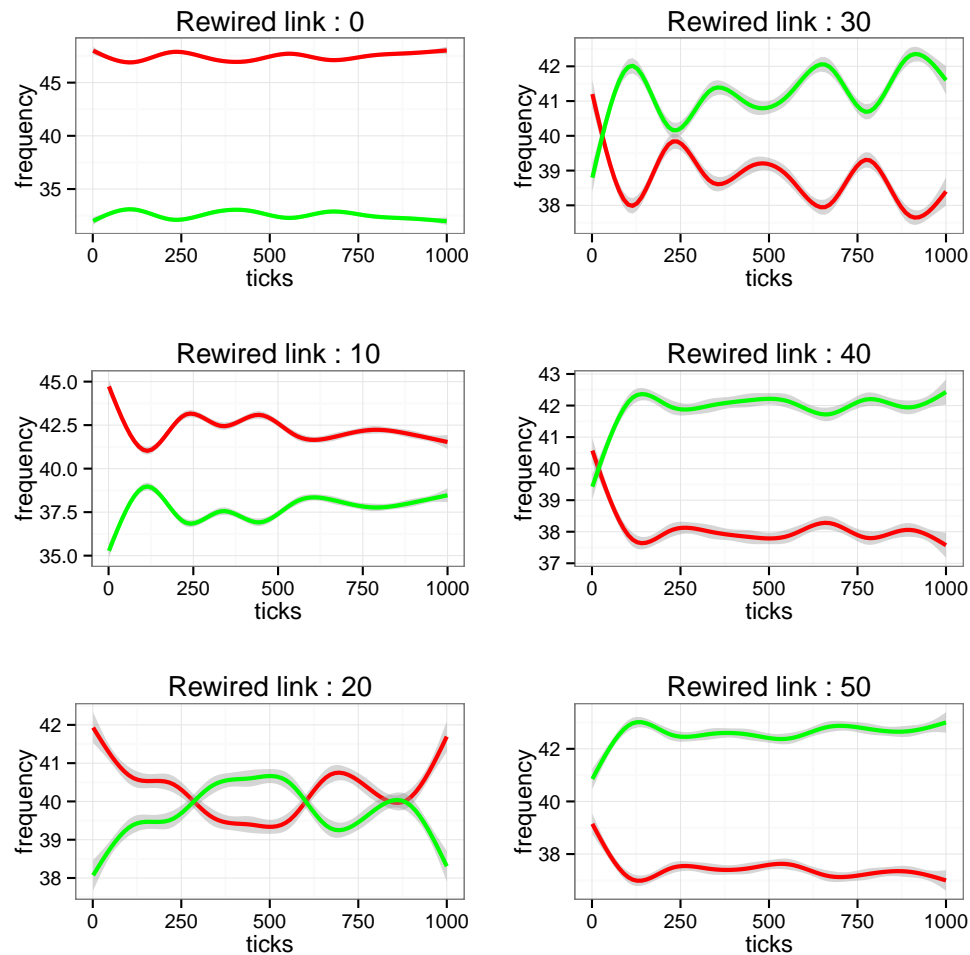 Rewired link : 0
frequency
45
40
35
0 250 500 750 1000
ticks
Rewired link : 30
frequency
42
41
40
39
38
0 250 500 750 1000
ticks
Rewired link : 10
frequency
45.0
42.5
40.0
37.5
35.0
0 250 500 750 1000
ticks
Rewired link : 40
frequency
43
42
41
40
39
38
37
0 250 500 750 1000
ticks
Rewired link : 20
frequency
42
41
40
39
38
0 250 500 750 1000
ticks
Rewired link : 50
frequency
42
40
37
0 250 500 750 1000
ticks